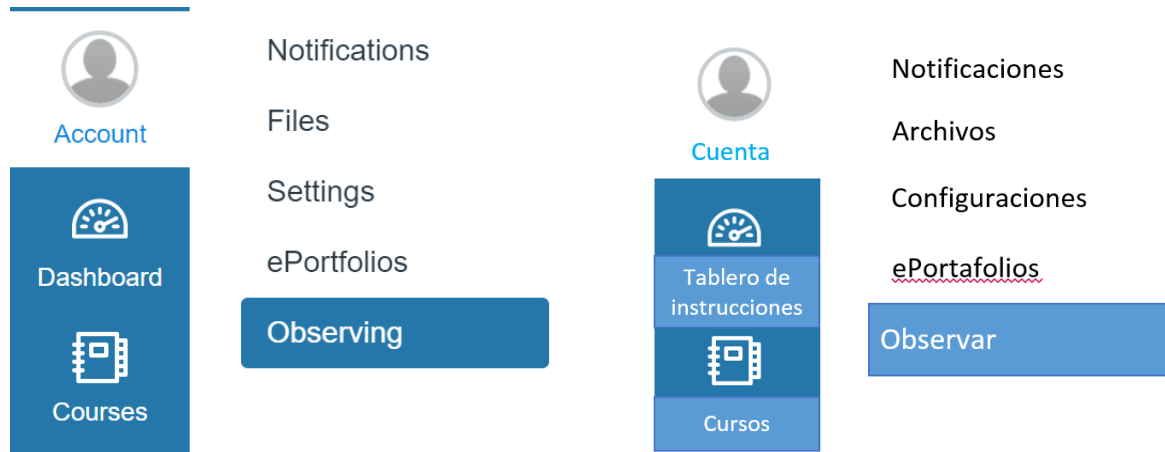 Account
Dashboard
Courses
Notifications
Files
Settings
ePortfolios
Observing
Cuenta
Tablero de
instrucciones
Cursos
Notificaciones
Archivos
Configuraciones
ePortafolios
Observar